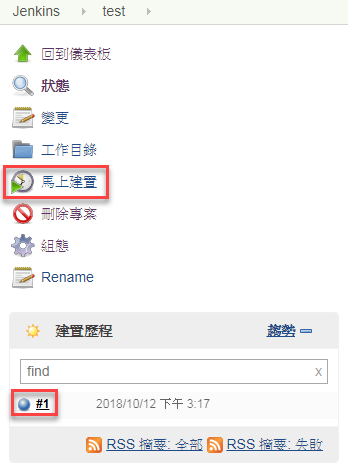 Jenkins test
回到儀表板
狀態
變更
工作目錄
馬上建置
刪除專案
組態
Rename
建置歷程 趨勢
find x
#1 2018/10/12 下午 3:17
RSS 摘要: 全部 RSS 摘要: 失敗